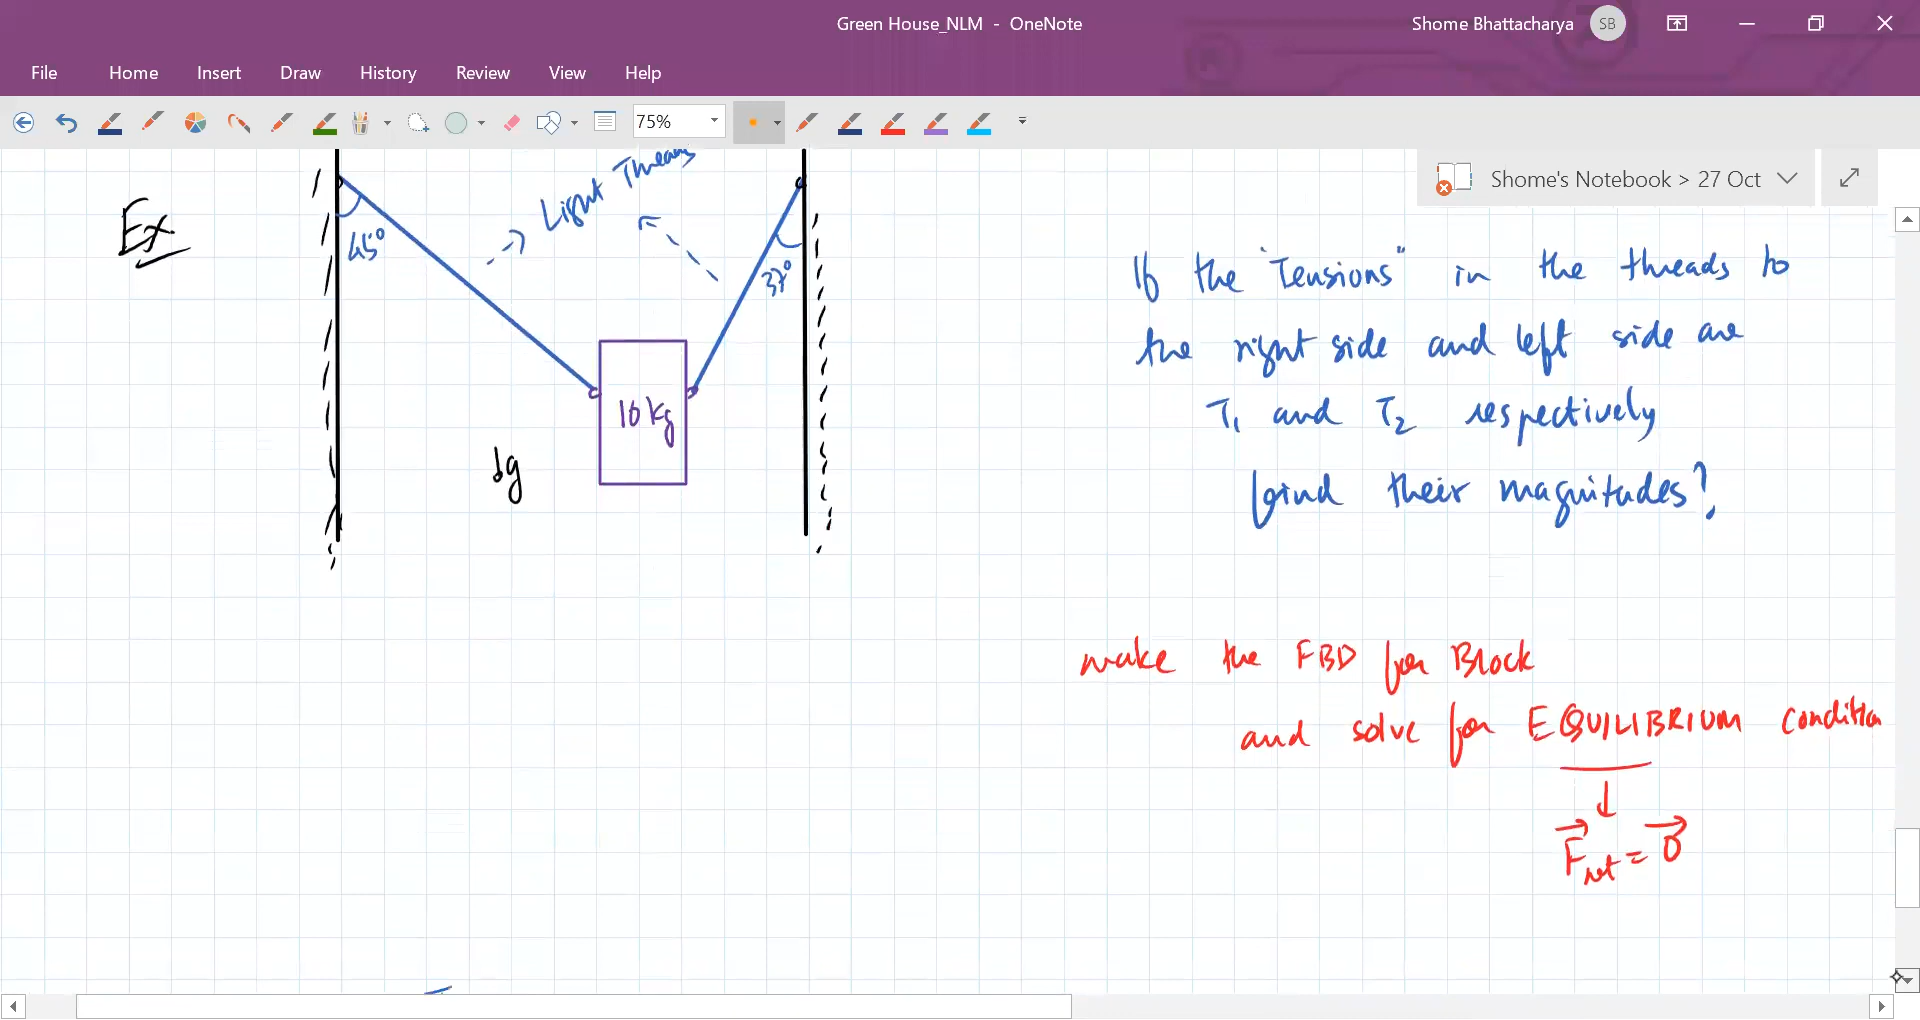 Green House_NLM - OneNote
Shome Bhattacharya
SB
File Home Insert Draw History Review View Help
75%
Shome's Notebook > 27 Oct
Ex
45°
Light Threads
37°
10 kg
↓g
If the "Tensions" in the threads to
the right side and left side are
T₁ and T₂ respectively
find their magnitudes?
make the FBD for Block
and solve for EQUILIBRIUM condition
↓
F⃗net = 0⃗